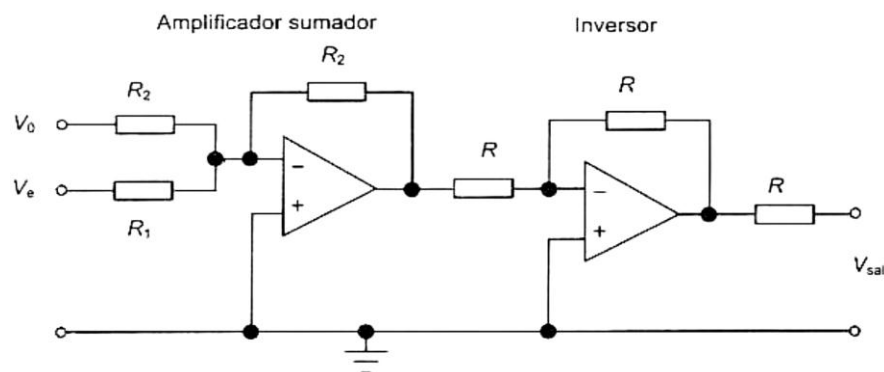 Amplificador sumador
Inversor
R₂
R
R₂
V₀
R
Vₑ
R
R₁
−
+
−
+
Vsal